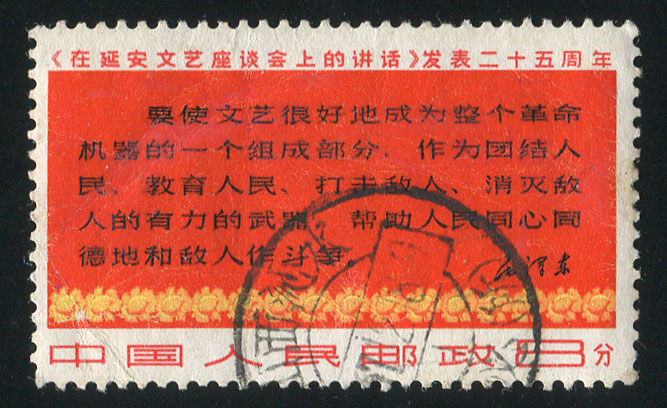 《在延安文艺座谈会上的讲话》发表二十五周年
要使文艺很好地成为整个革命
机器的一个组成部分，作为团结人
民、教育人民、打击敌人、消灭敌
人的有力的武器，帮助人民同心同
德地和敌人作斗争。
毛泽东
中国人民邮政8分